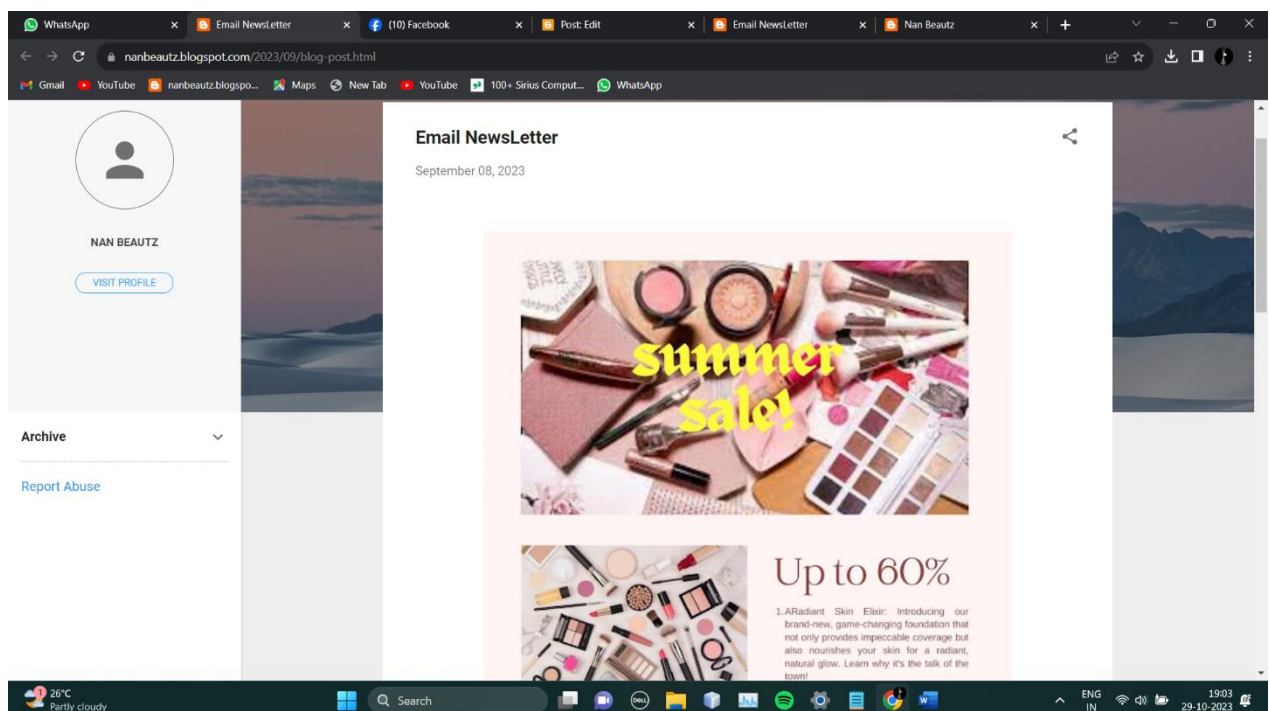 WhatsApp
Email NewsLetter
(10) Facebook
Post: Edit
Email NewsLetter
Nan Beautz
nanbeautz.blogspot.com/2023/09/blog-post.html
Gmail
YouTube
nanbeautz.blogspo...
Maps
New Tab
YouTube
100+ Sirius Comput...
WhatsApp
NAN BEAUTZ
VISIT PROFILE
Archive
Report Abuse
Email NewsLetter
September 08, 2023
summer
sale!
Up to 60%
1. ARadiant Skin Elixir: Introducing our
brand-new, game-changing foundation that
not only provides impeccable coverage but
also nourishes your skin for a radiant,
natural glow. Learn why it's the talk of the
town!
1
26°C
Partly cloudy
Search
DELL
W
ENG
IN
19:03
29-10-2023